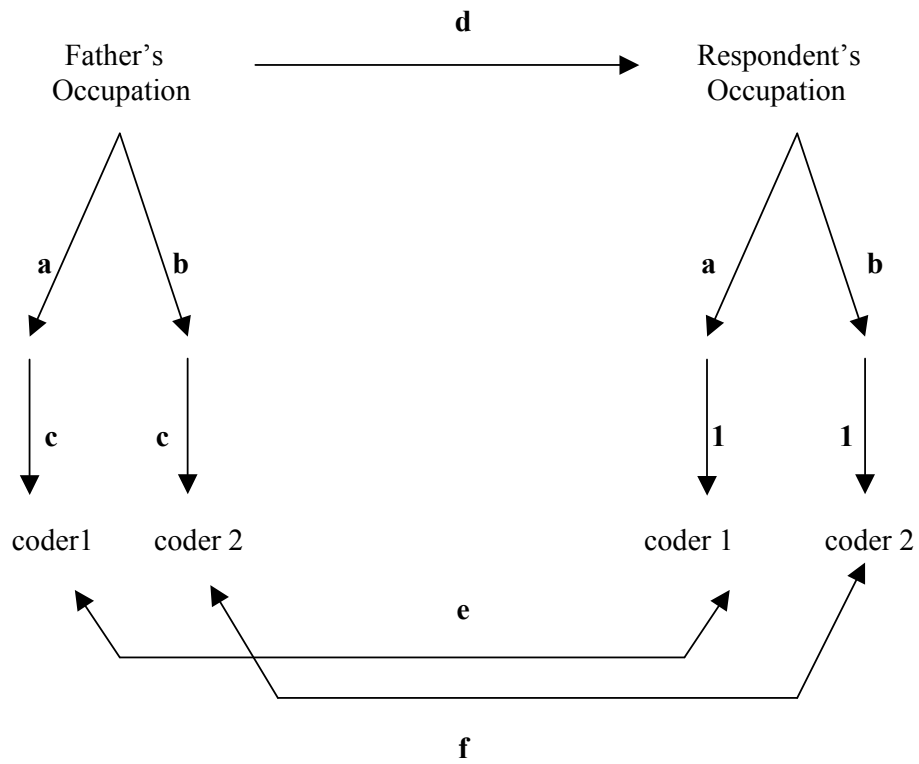 d
Father’s
Occupation
Respondent’s
Occupation
a
b
a
b
c
c
1
1
coder1
coder 2
coder 1
coder 2
e
f